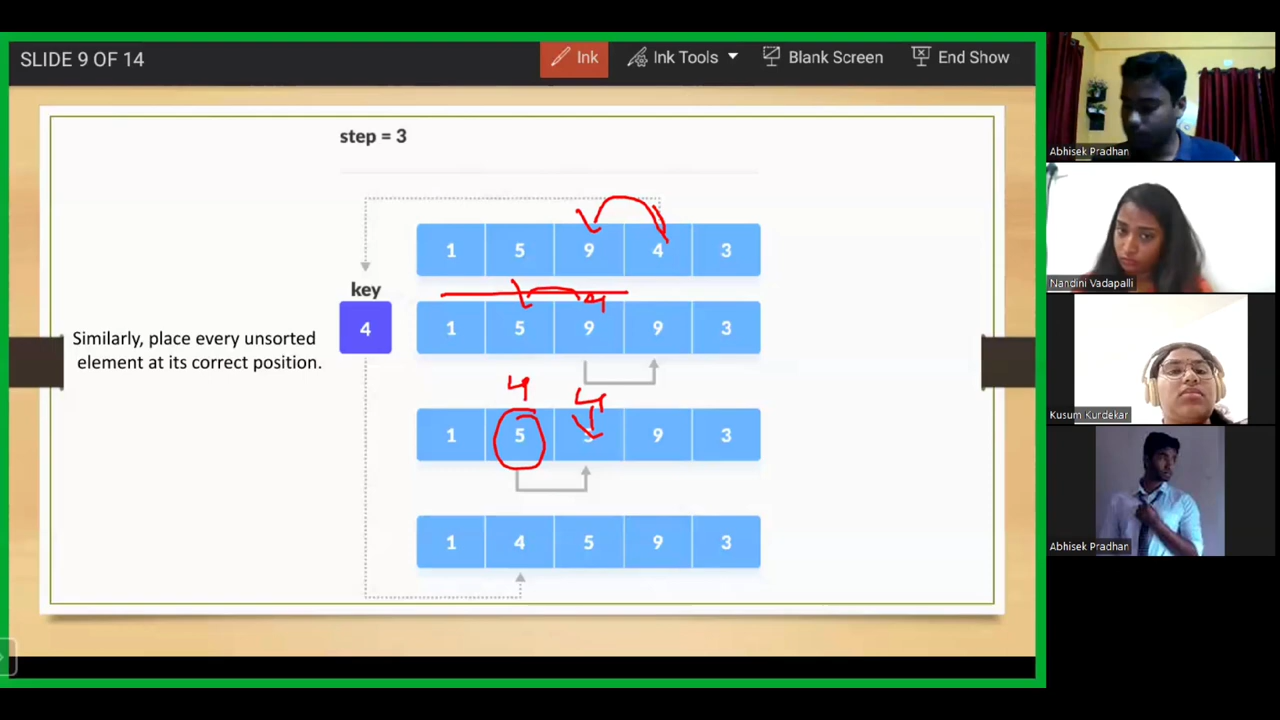 SLIDE 9 OF 14
Ink
Ink Tools
Blank Screen
End Show
step = 3
1 5 9 4 3
key
4
4
1 5 9 9 3
Similarly, place every unsorted
element at its correct position.
4 4
1 5 5 9 3
1 4 5 9 3
Abhisek Pradhan
Nandini Vadapalli
Kusum Kurdekar
Abhisek Pradhan